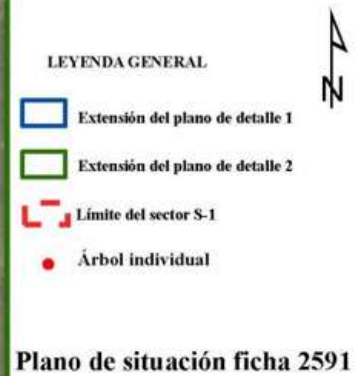 N
LEYENDA GENERAL
Extensión del plano de detalle 1
Extensión del plano de detalle 2
Límite del sector S-1
Árbol individual
Plano de situación ficha 2591